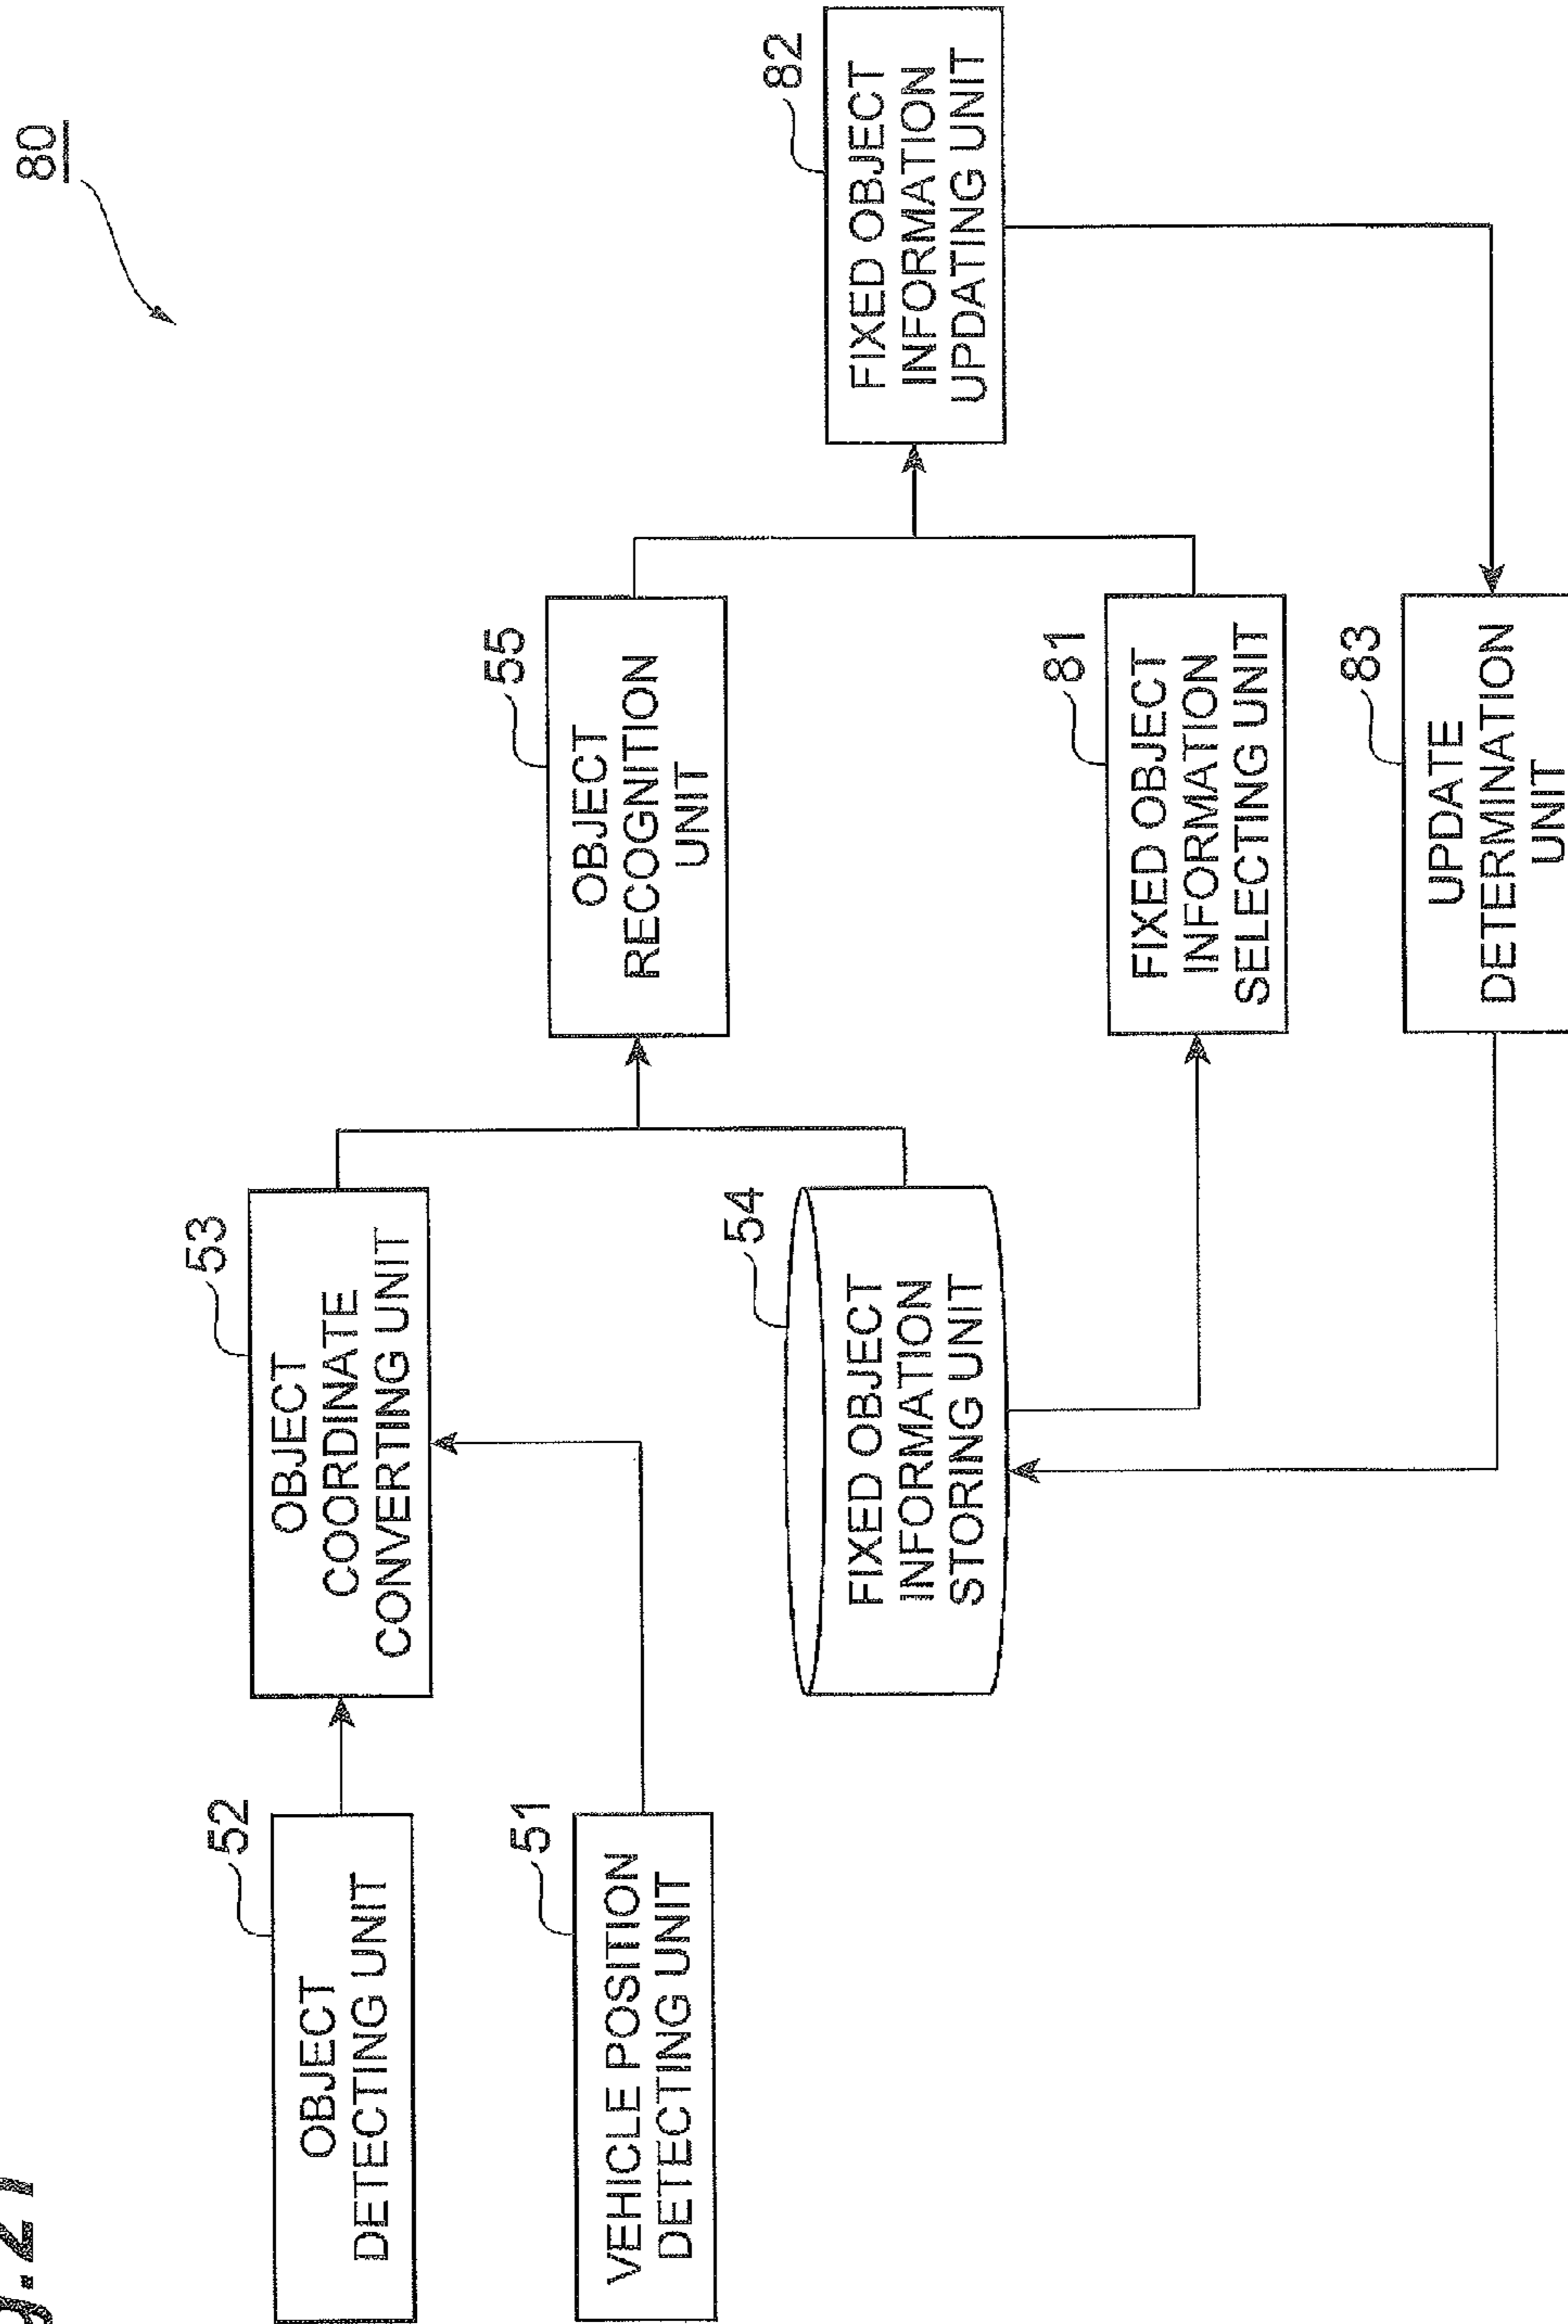 80
52
OBJECT
DETECTING UNIT
53
OBJECT
COORDINATE
CONVERTING UNIT
51
VEHICLE POSITION
DETECTING UNIT
55
OBJECT
RECOGNITION
UNIT
54
FIXED OBJECT
INFORMATION
STORING UNIT
82
FIXED OBJECT
INFORMATION
UPDATING UNIT
81
FIXED OBJECT
INFORMATION
SELECTING UNIT
83
UPDATE
DETERMINATION
UNIT